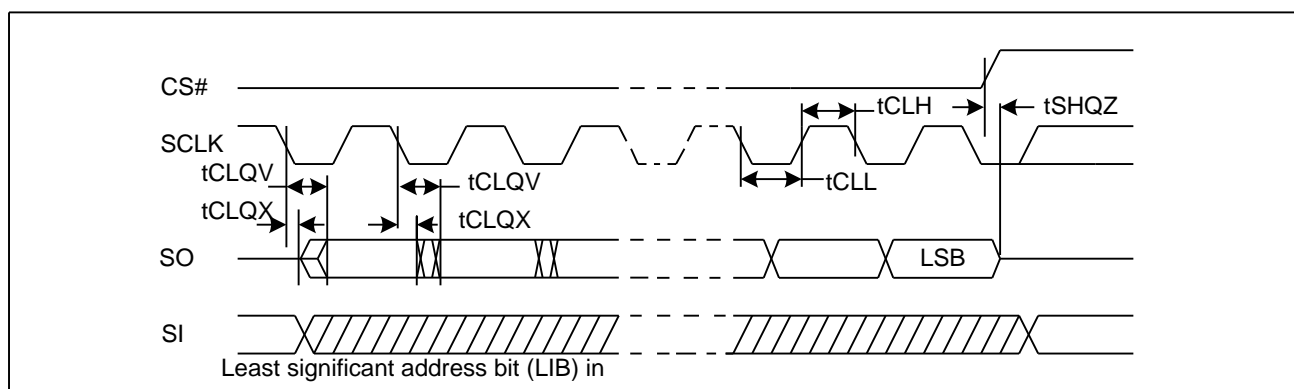 CS#
tCLH
tSHQZ
SCLK
tCLQV
tCLQV
tCLL
tCLQX
tCLQX
SO
LSB
SI
Least significant address bit (LIB) in